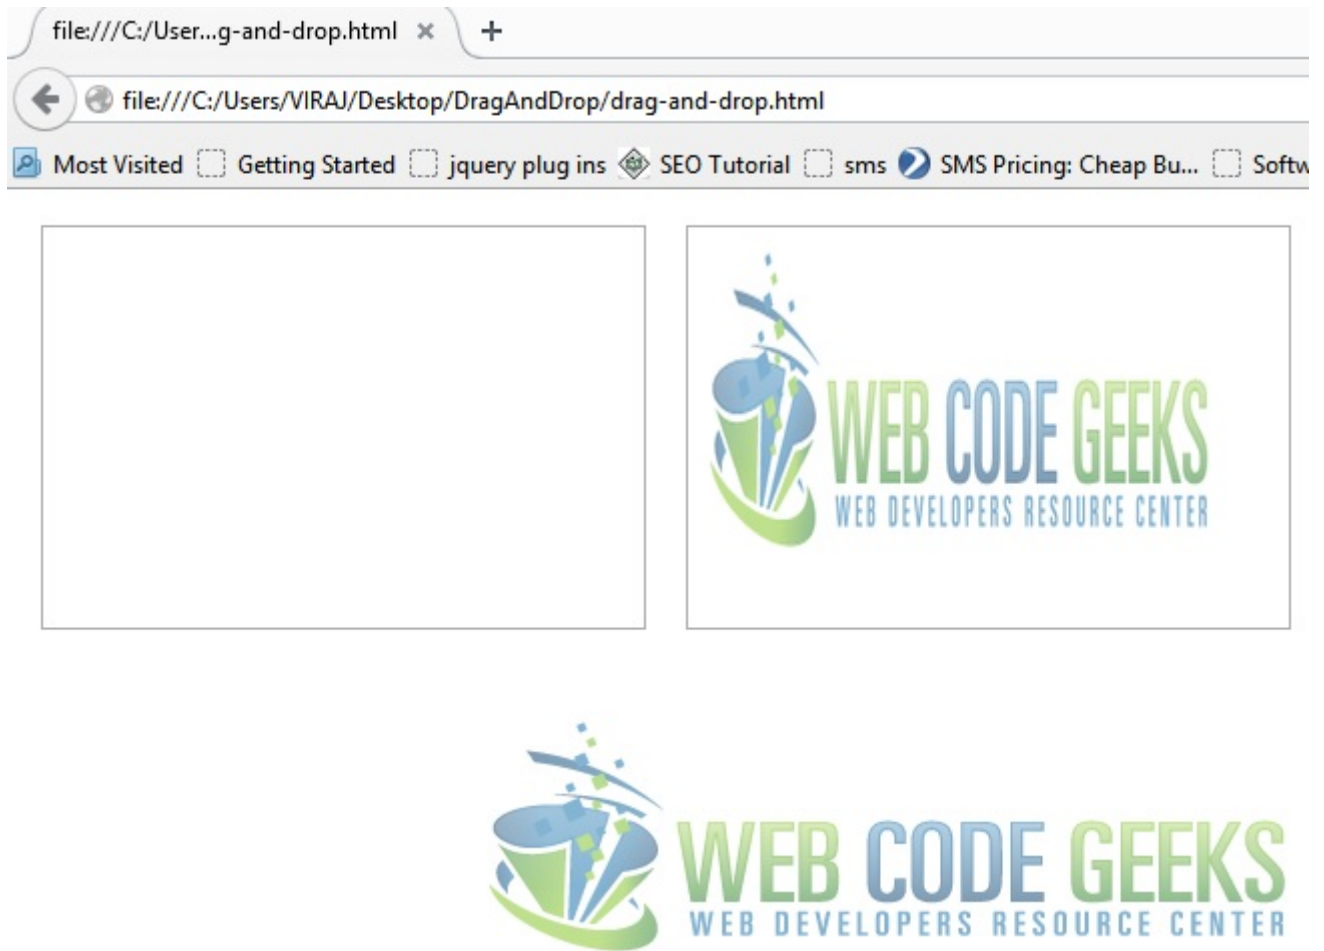 file:///C:/User...g-and-drop.html
file:///C:/Users/VIRAJ/Desktop/DragAndDrop/drag-and-drop.html
Most Visited Getting Started jquery plug ins SEO Tutorial sms SMS Pricing: Cheap Bu... Softw
WEB CODE GEEKS
WEB DEVELOPERS RESOURCE CENTER
WEB CODE GEEKS
WEB DEVELOPERS RESOURCE CENTER